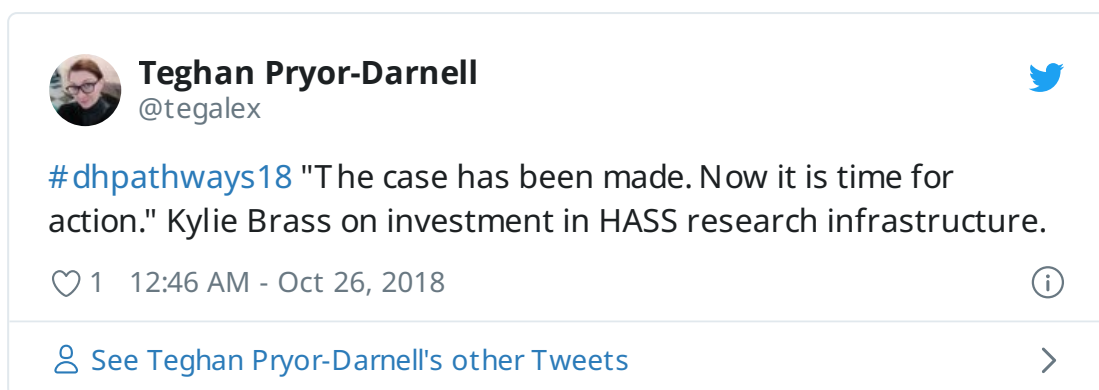 Teghan Pryor-Darnell
@tegalex
#dhpathways18 "The case has been made. Now it is time for
action." Kylie Brass on investment in HASS research infrastructure.
1 12:46 AM - Oct 26, 2018
See Teghan Pryor-Darnell's other Tweets